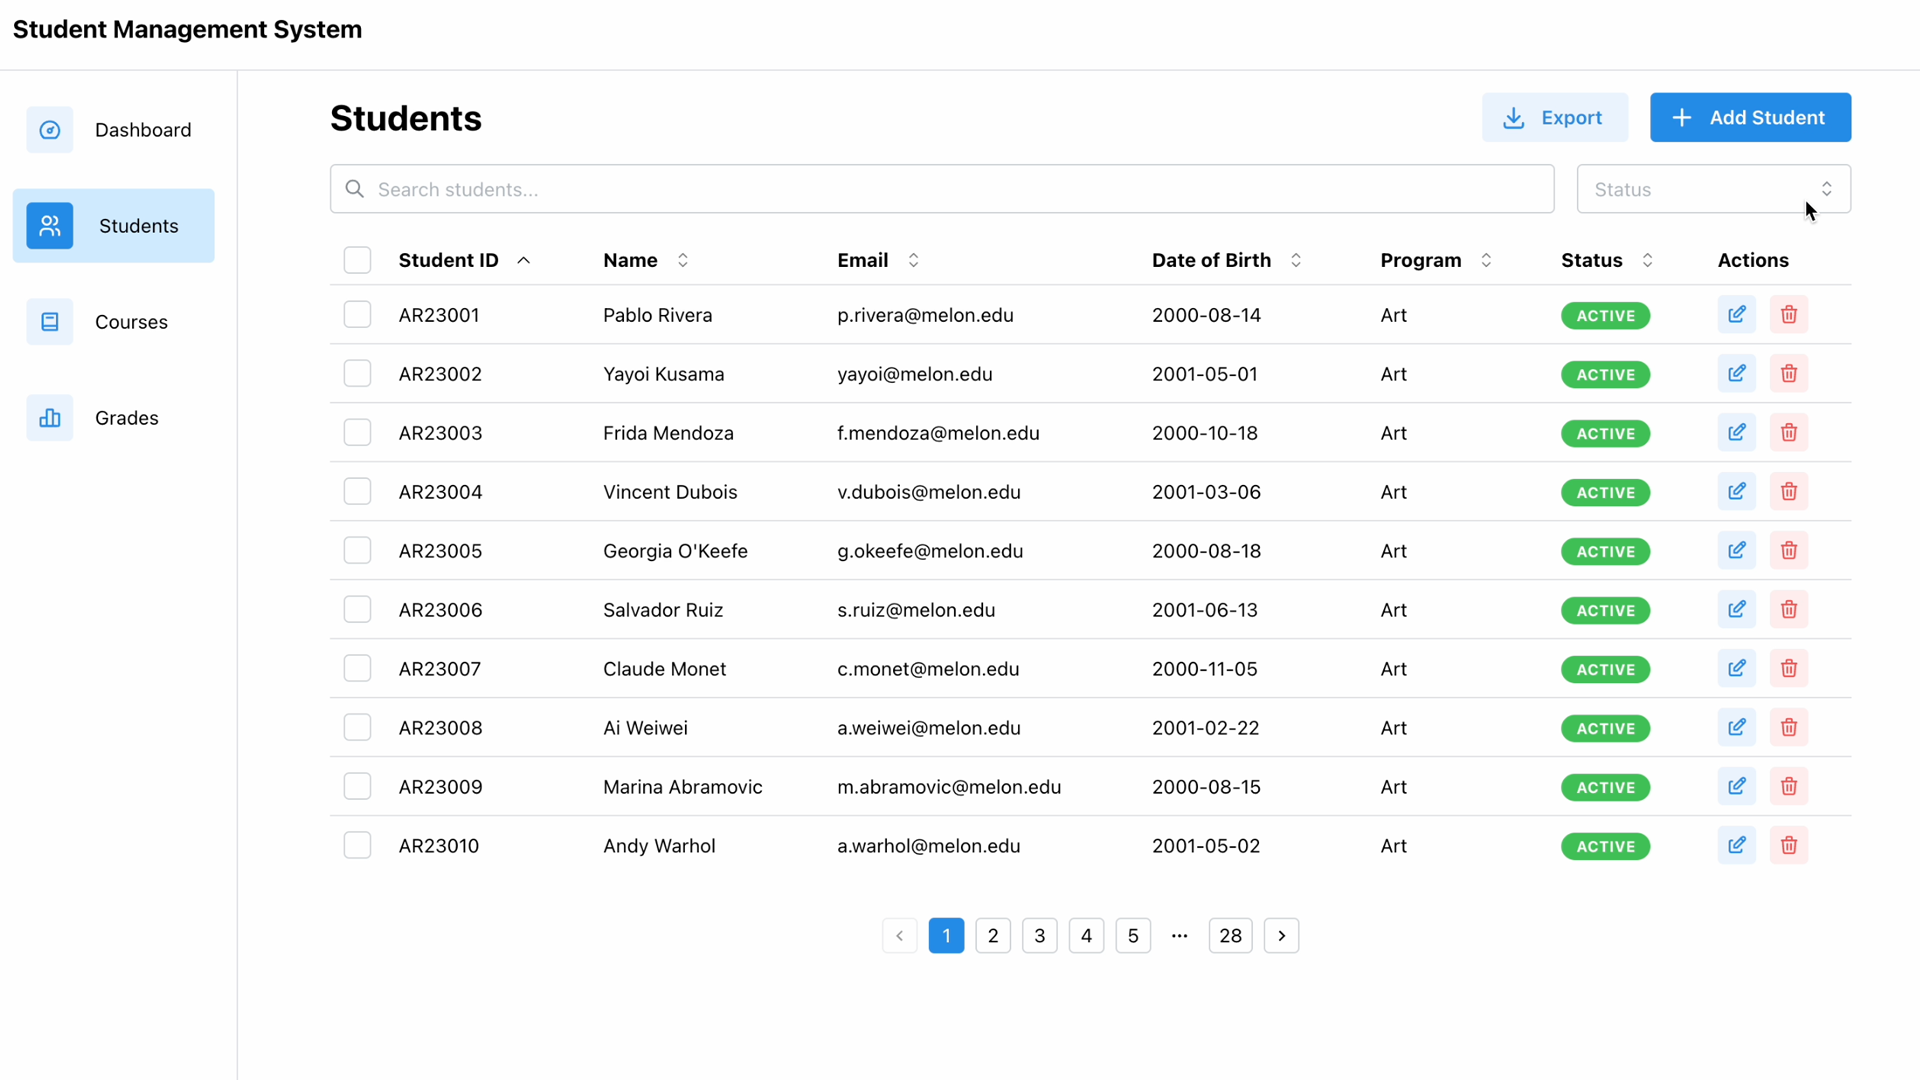 Student Management System
Dashboard
Students
Courses
Grades
Students
Export
Add Student
Search students...
Status
Student ID Name Email Date of Birth Program Status Actions
AR23001 Pablo Rivera p.rivera@melon.edu 2000-08-14 Art ACTIVE
AR23002 Yayoi Kusama yayoi@melon.edu 2001-05-01 Art ACTIVE
AR23003 Frida Mendoza f.mendoza@melon.edu 2000-10-18 Art ACTIVE
AR23004 Vincent Dubois v.dubois@melon.edu 2001-03-06 Art ACTIVE
AR23005 Georgia O'Keefe g.okeefe@melon.edu 2000-08-18 Art ACTIVE
AR23006 Salvador Ruiz s.ruiz@melon.edu 2001-06-13 Art ACTIVE
AR23007 Claude Monet c.monet@melon.edu 2000-11-05 Art ACTIVE
AR23008 Ai Weiwei a.weiwei@melon.edu 2001-02-22 Art ACTIVE
AR23009 Marina Abramovic m.abramovic@melon.edu 2000-08-15 Art ACTIVE
AR23010 Andy Warhol a.warhol@melon.edu 2001-05-02 Art ACTIVE
1 2 3 4 5 ... 28